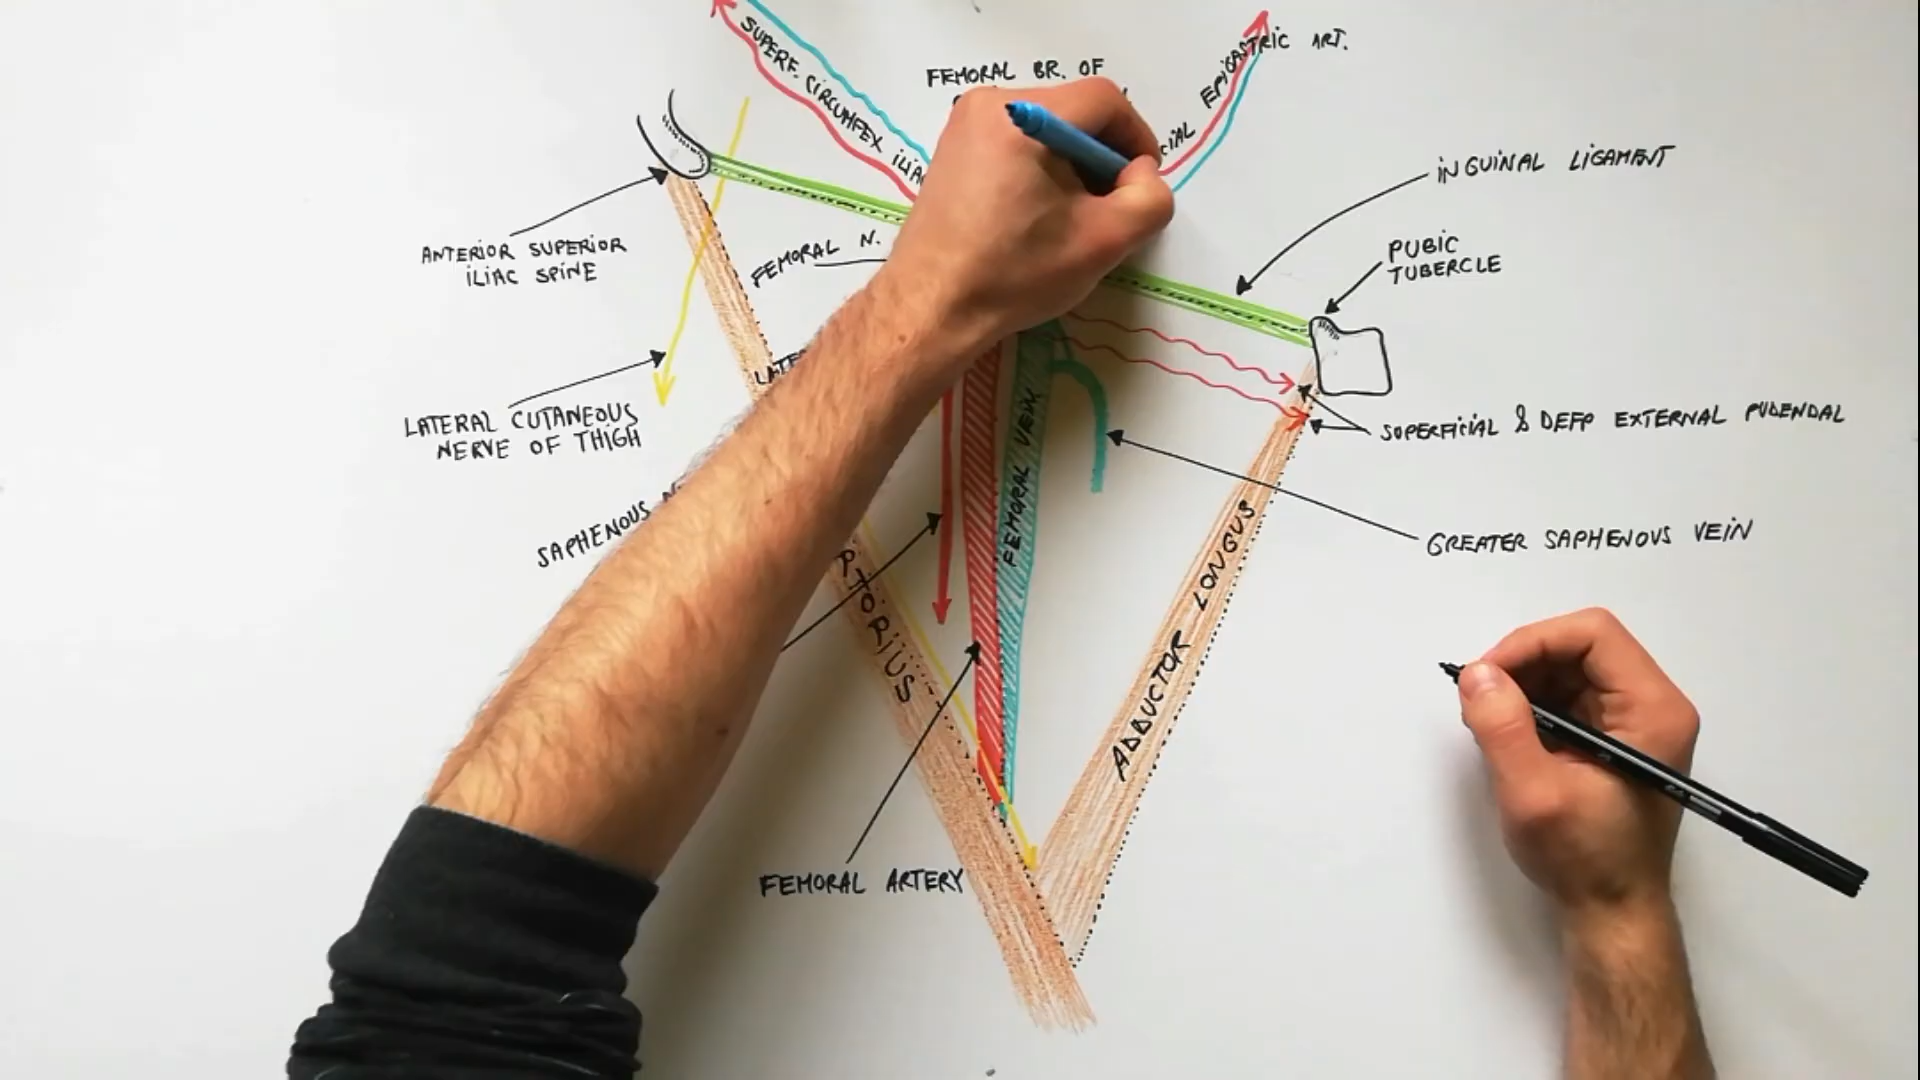 SUPERF. CIRCUMFEX
EPIGASTRIC ART.
FEMORAL BR. OF
INGUINAL LIGAMENT
PUBIC
TUBERCLE
ANTERIOR SUPERIOR
ILIAC SPINE
FEMORAL N.
LATERAL CUTANEOUS
NERVE OF THIGH
SUPERFICIAL & DEEP EXTERNAL PUDENDAL
FEMORAL VEIN
SAPHENOUS
GREATER SAPHENOUS VEIN
RTORIUS
ADDUCTOR LONGUS
FEMORAL ARTERY